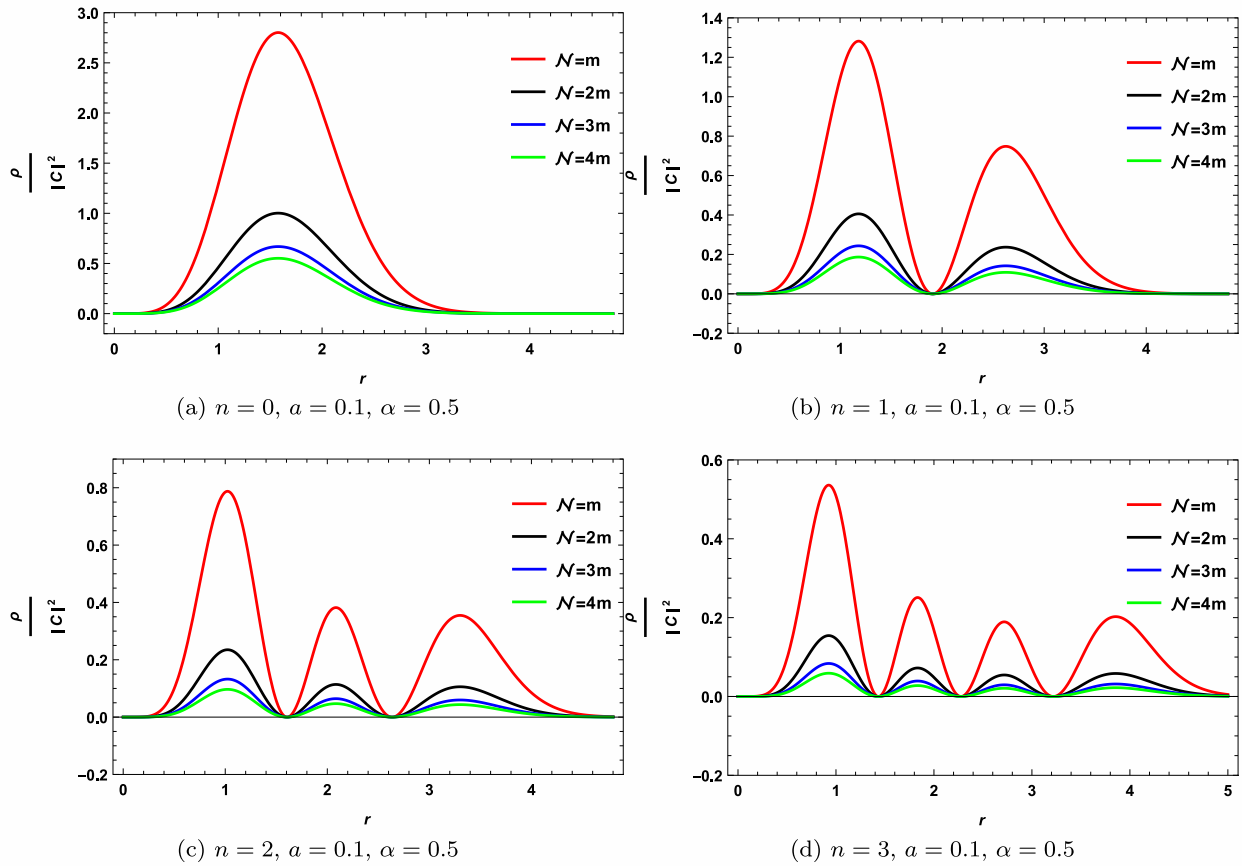 3.0
2.5
2.0
1.5
1.0
0.5
0.0
ρ
|C|²
𝒩=m
𝒩=2m
𝒩=3m
𝒩=4m
0 1 2 3 4
r
(a) n = 0, a = 0.1, α = 0.5
1.4
1.2
1.0
0.8
0.6
0.4
0.2
0.0
−0.2
ρ
|C|²
𝒩=m
𝒩=2m
𝒩=3m
𝒩=4m
0 1 2 3 4
r
(b) n = 1, a = 0.1, α = 0.5
0.8
0.6
0.4
0.2
0.0
−0.2
ρ
|C|²
𝒩=m
𝒩=2m
𝒩=3m
𝒩=4m
0 1 2 3 4
r
(c) n = 2, a = 0.1, α = 0.5
0.6
0.4
0.2
0.0
−0.2
ρ
|C|²
𝒩=m
𝒩=2m
𝒩=3m
𝒩=4m
0 1 2 3 4 5
r
(d) n = 3, a = 0.1, α = 0.5